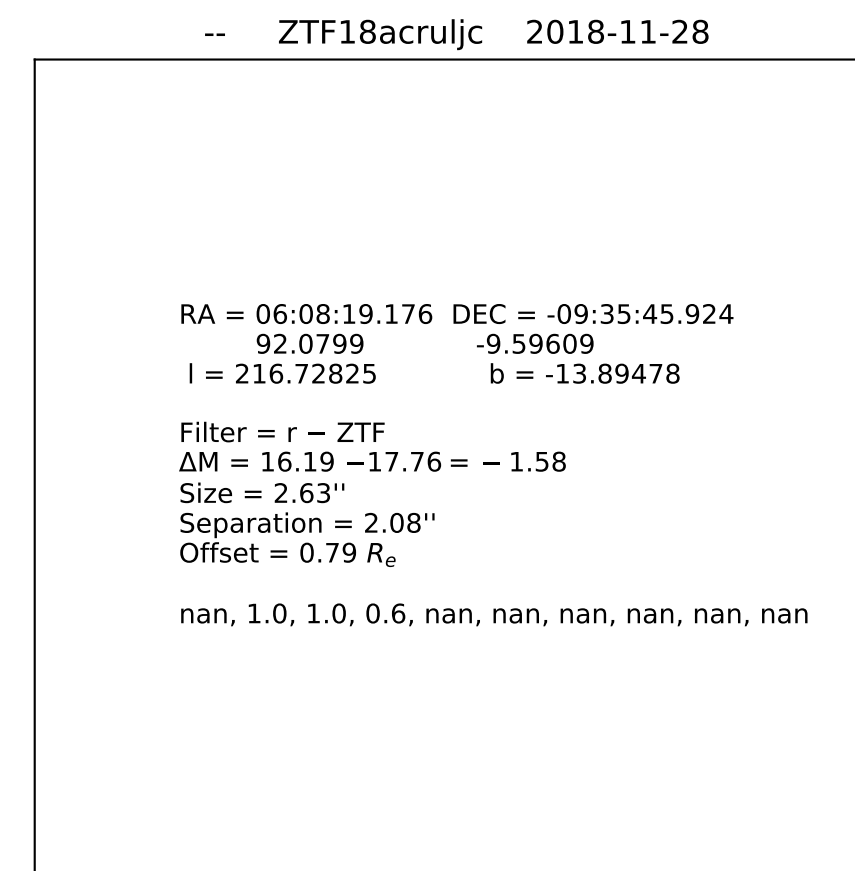 -- ZTF18acruljc 2018-11-28
RA = 06:08:19.176 DEC = -09:35:45.924
92.0799 -9.59609
l = 216.72825 b = -13.89478
Filter = r − ZTF
ΔM = 16.19 −17.76 = − 1.58
Size = 2.63''
Separation = 2.08''
Offset = 0.79 Re
nan, 1.0, 1.0, 0.6, nan, nan, nan, nan, nan, nan